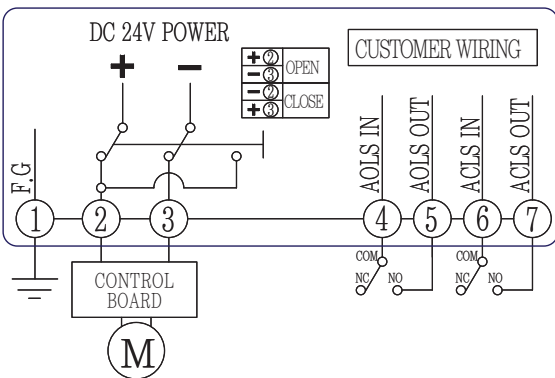 DC 24V POWER
+ −
+ ② OPEN
− ③
− ② CLOSE
+ ③
CUSTOMER WIRING
F.G
AOLS IN
AOLS OUT
ACLS IN
ACLS OUT
1 2 3 4 5 6 7
COM
NC NO
COM
NC NO
CONTROL
BOARD
M